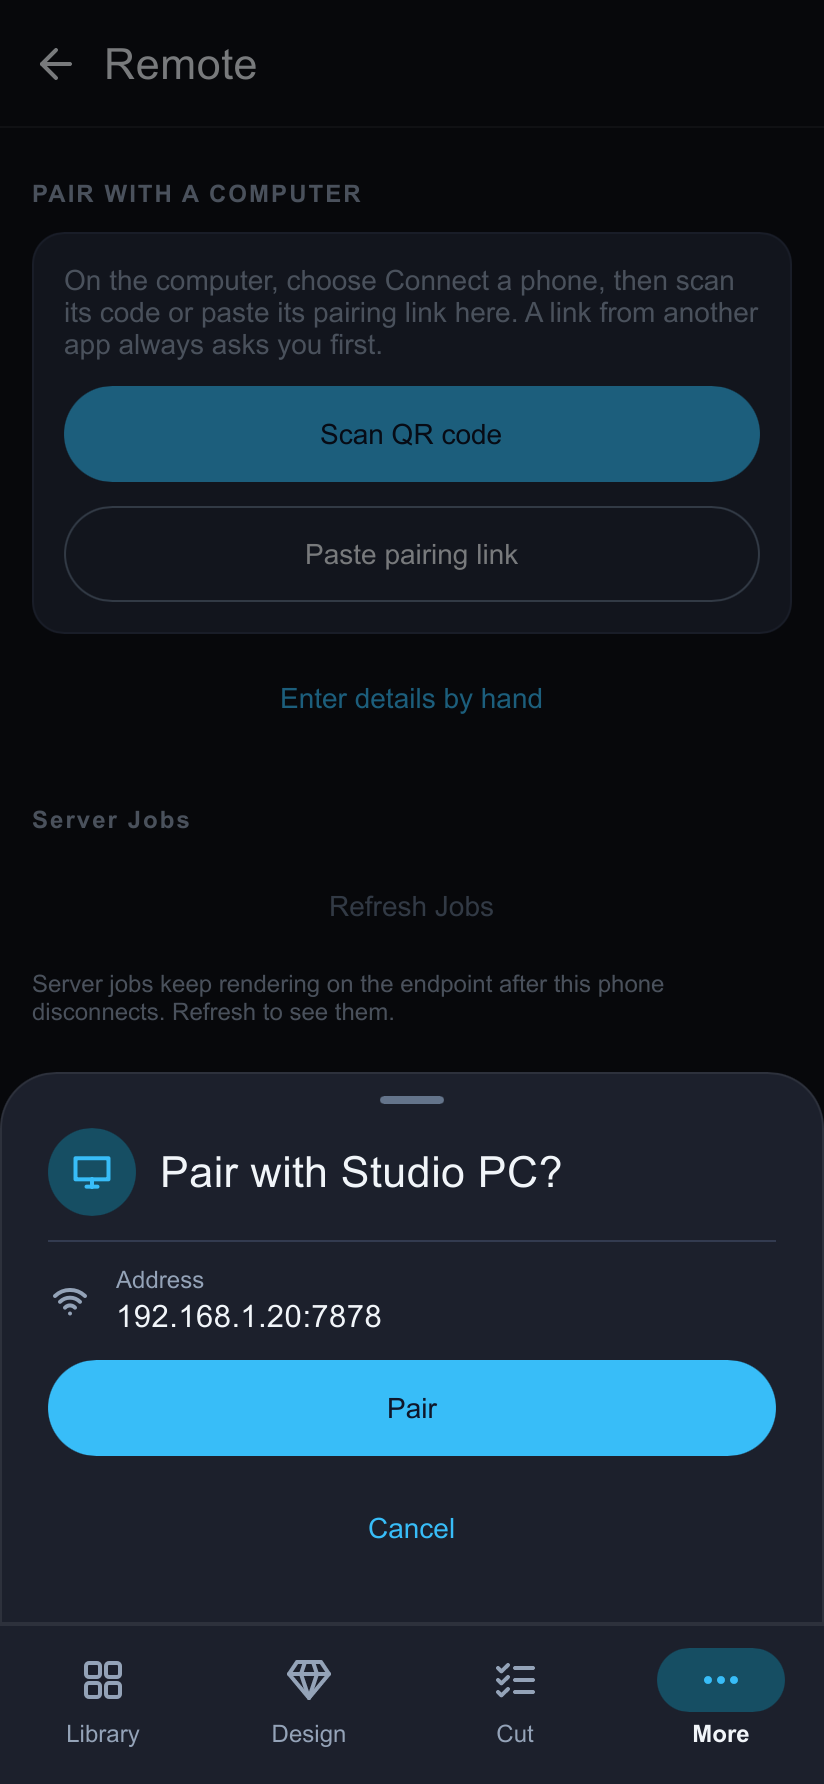 Remote
PAIR WITH A COMPUTER
On the computer, choose Connect a phone, then scan
its code or paste its pairing link here. A link from another
app always asks you first.
Scan QR code
Paste pairing link
Enter details by hand
Server Jobs
Refresh Jobs
Server jobs keep rendering on the endpoint after this phone
disconnects. Refresh to see them.
Pair with Studio PC?
Address
192.168.1.20:7878
Pair
Cancel
Library
Design
Cut
More